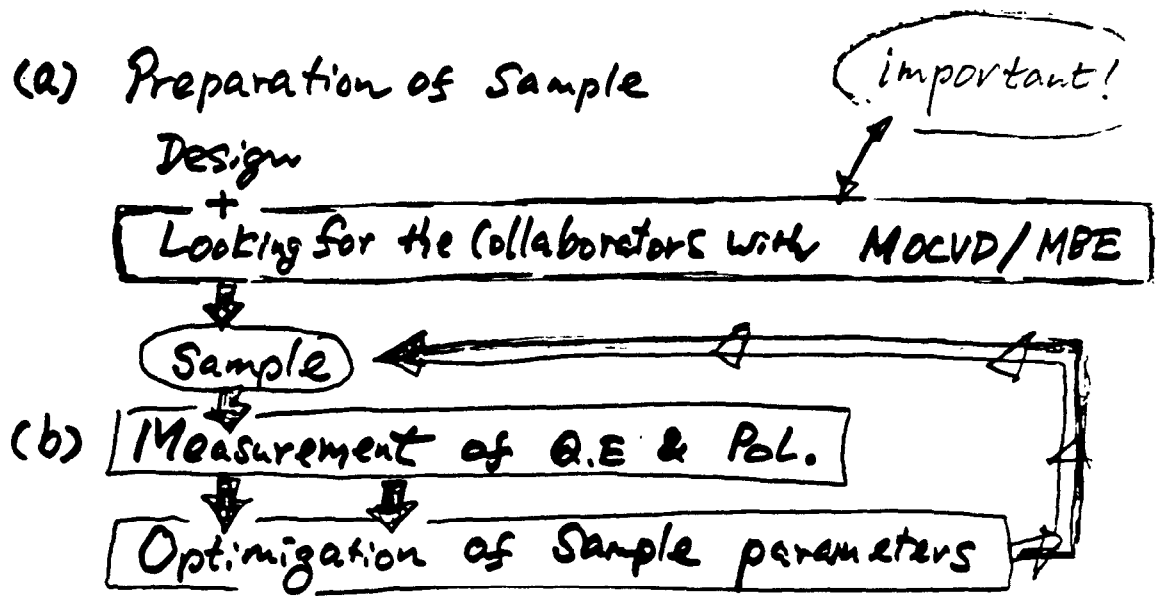 (a) Preparation of Sample
important!
Design
+
Looking for the Collaborators with MOCVD/MBE
Sample
(b) Measurement of Q.E & POL.
Optimigation of Sample parameters